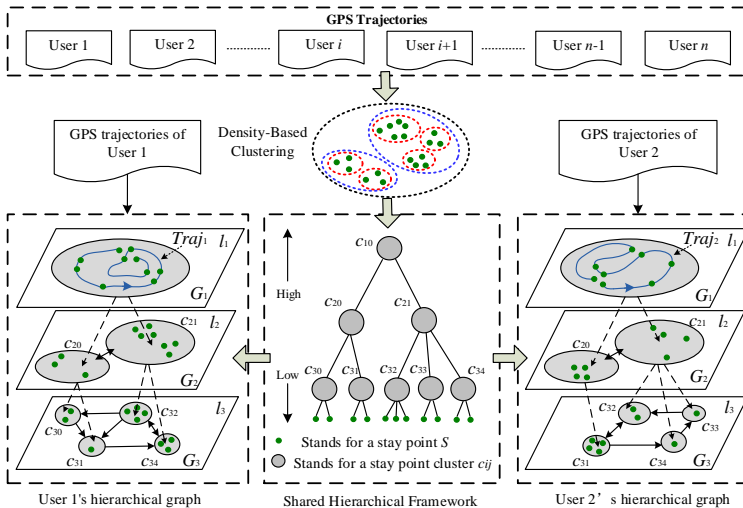 GPS Trajectories
User 1
User 2
............
User i
User i+1
............
User n-1
User n
GPS trajectories of
User 1
Density-Based
Clustering
GPS trajectories of
User 2
Traj1
l1
G1
c21
l2
c20
G2
l3
c30
c32
c31
c34
G3
High
Low
c10
c20
c21
c30
c31
c32
c33
c34
Stands for a stay point S
Stands for a stay point cluster cij
Traj2
l1
G1
c21
l2
c20
G2
l3
c32
c33
c31
c34
G3
User 1's hierarchical graph
Shared Hierarchical Framework
User 2’s hierarchical graph